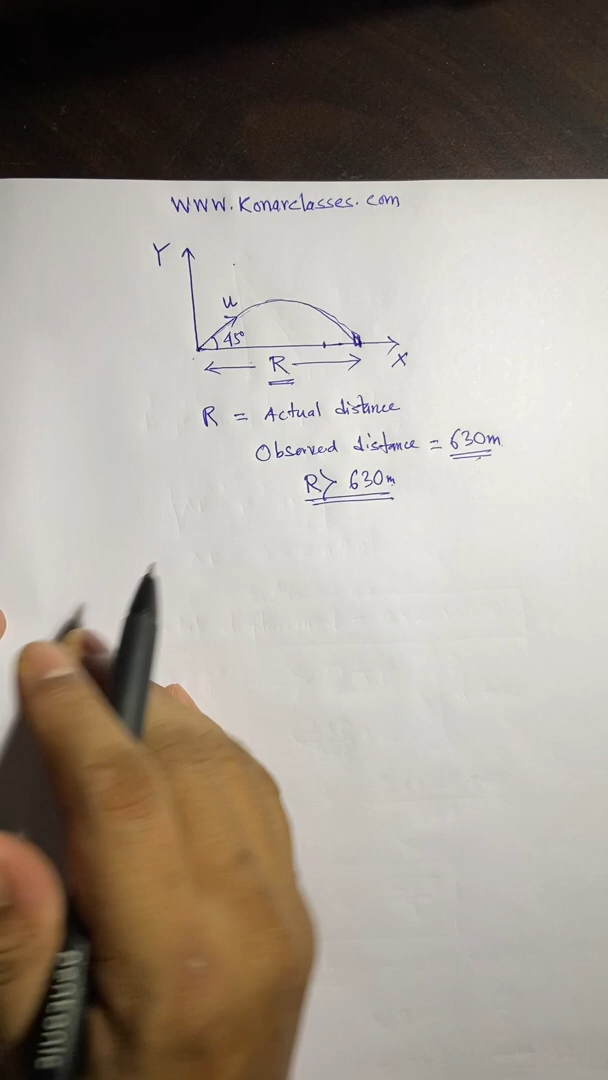 WWW.Konarclasses.com
Y
u
45°
R
X
R = Actual distance
Observed distance = 630m
R > 630m